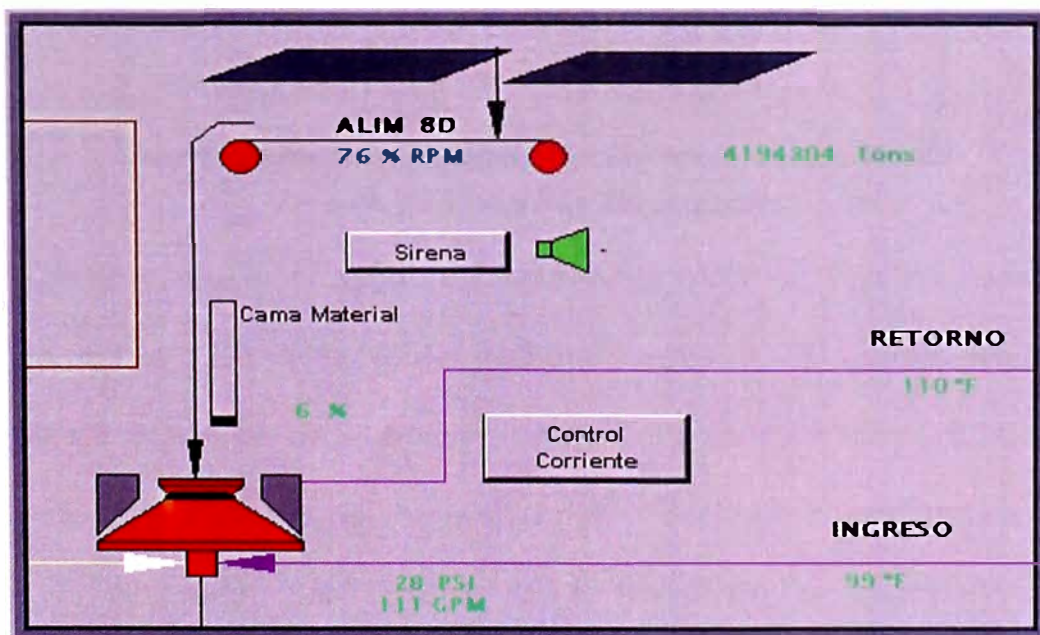 ALIM 8D
76 % RPM
4194304 Tons
Sirena
Cama Material
RETORNO
110 °F
6 %
Control
Corriente
INGRESO
99 °F
28 PSI
111 GPM